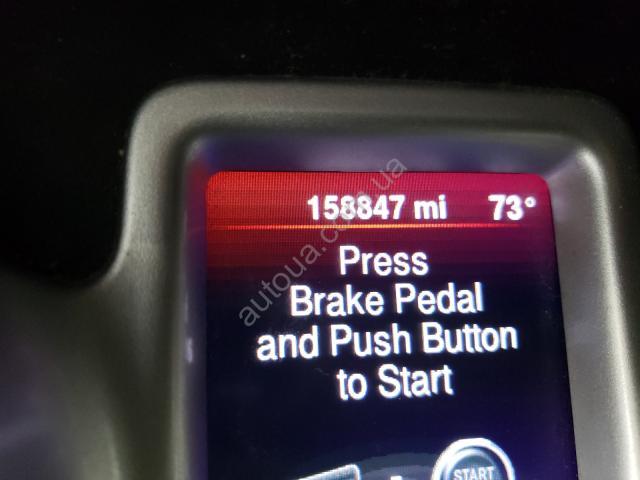 158847 mi 73°
Press
Brake Pedal
and Push Button
to Start
START
autoua.com.ua